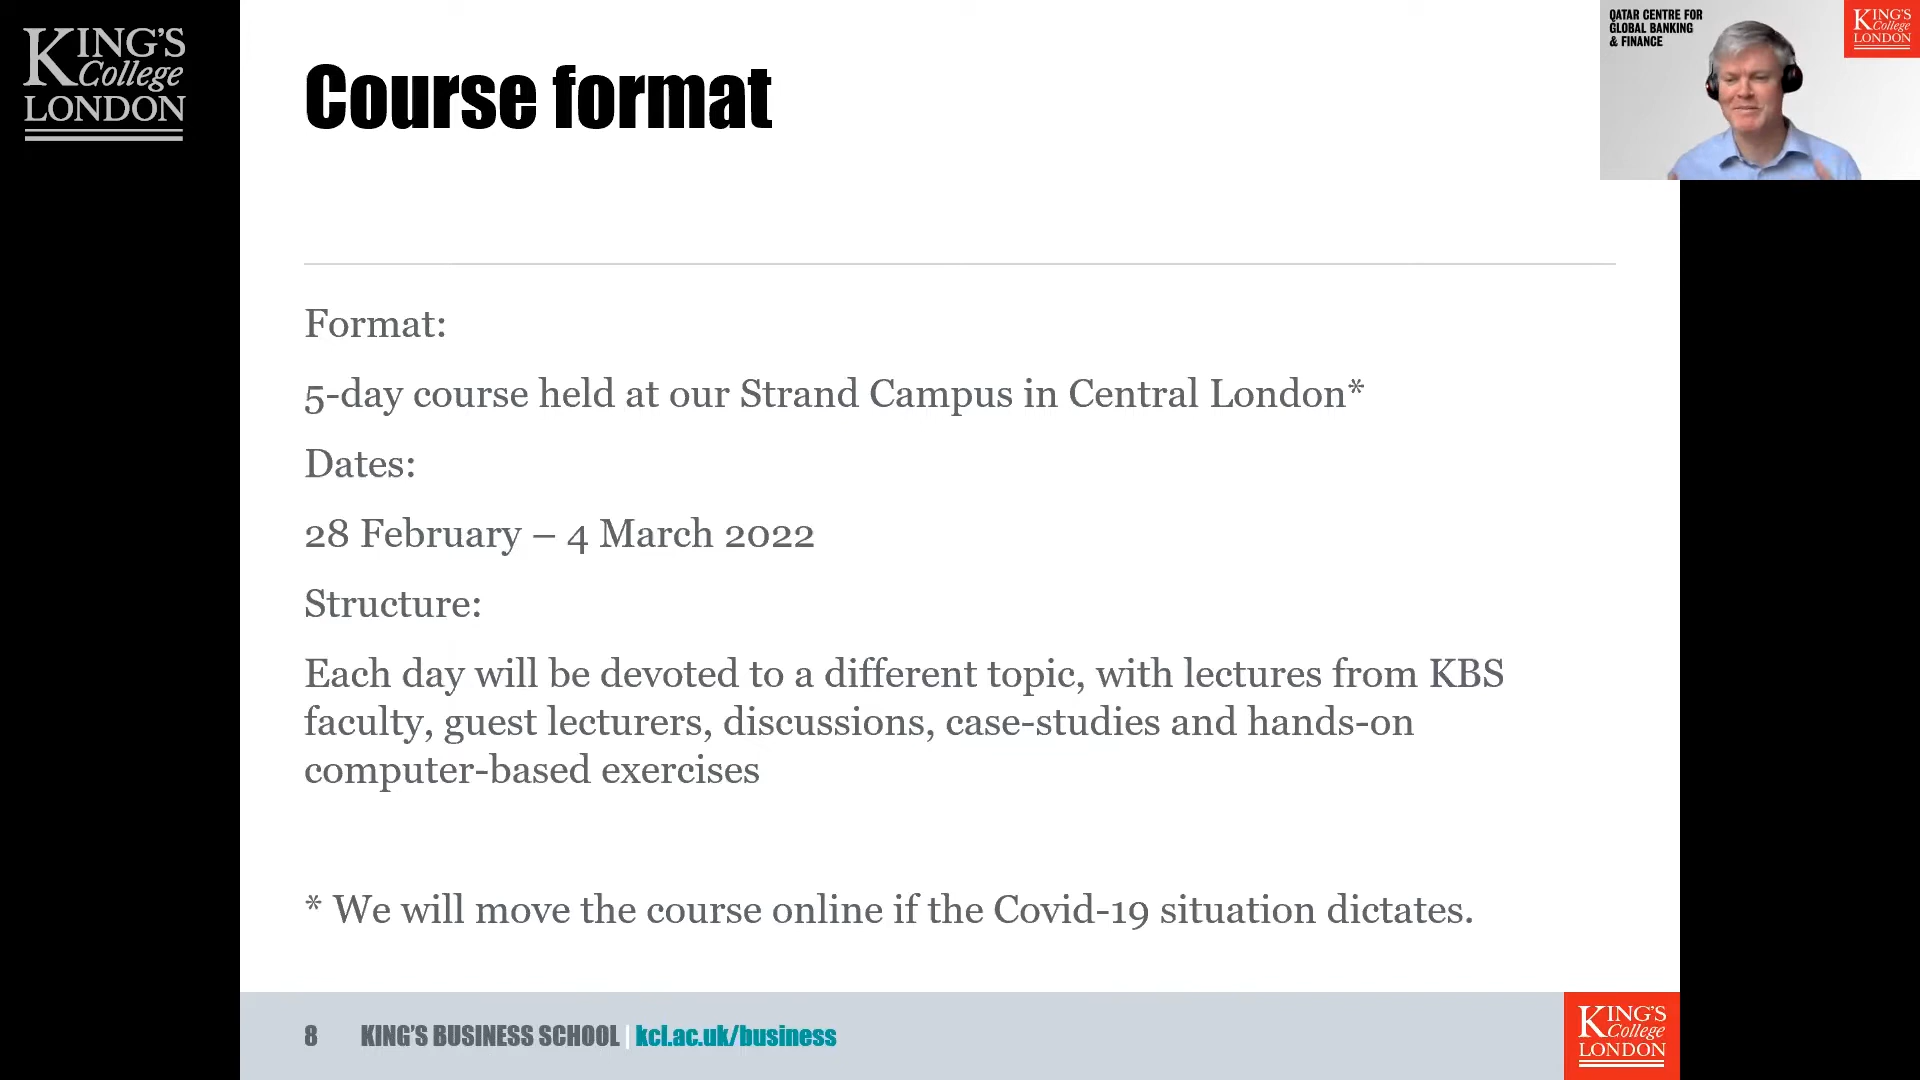 KING'S
College
LONDON
Course format
QATAR CENTRE FOR
GLOBAL BANKING
& FINANCE
KING'S
College
LONDON
Format:
5-day course held at our Strand Campus in Central London*
Dates:
28 February – 4 March 2022
Structure:
Each day will be devoted to a different topic, with lectures from KBS
faculty, guest lecturers, discussions, case-studies and hands-on
computer-based exercises
* We will move the course online if the Covid-19 situation dictates.
8 KING'S BUSINESS SCHOOL | kcl.ac.uk/business
KING'S
College
LONDON